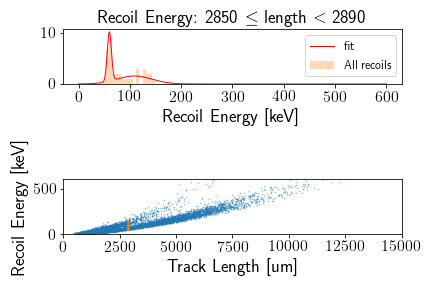 Recoil Energy: 2850 ≤ length < 2890
10
0
fit
All recoils
0 100 200 300 400 500 600
Recoil Energy [keV]
Recoil Energy [keV]
500
0
0 2500 5000 7500 10000 12500 15000
Track Length [um]